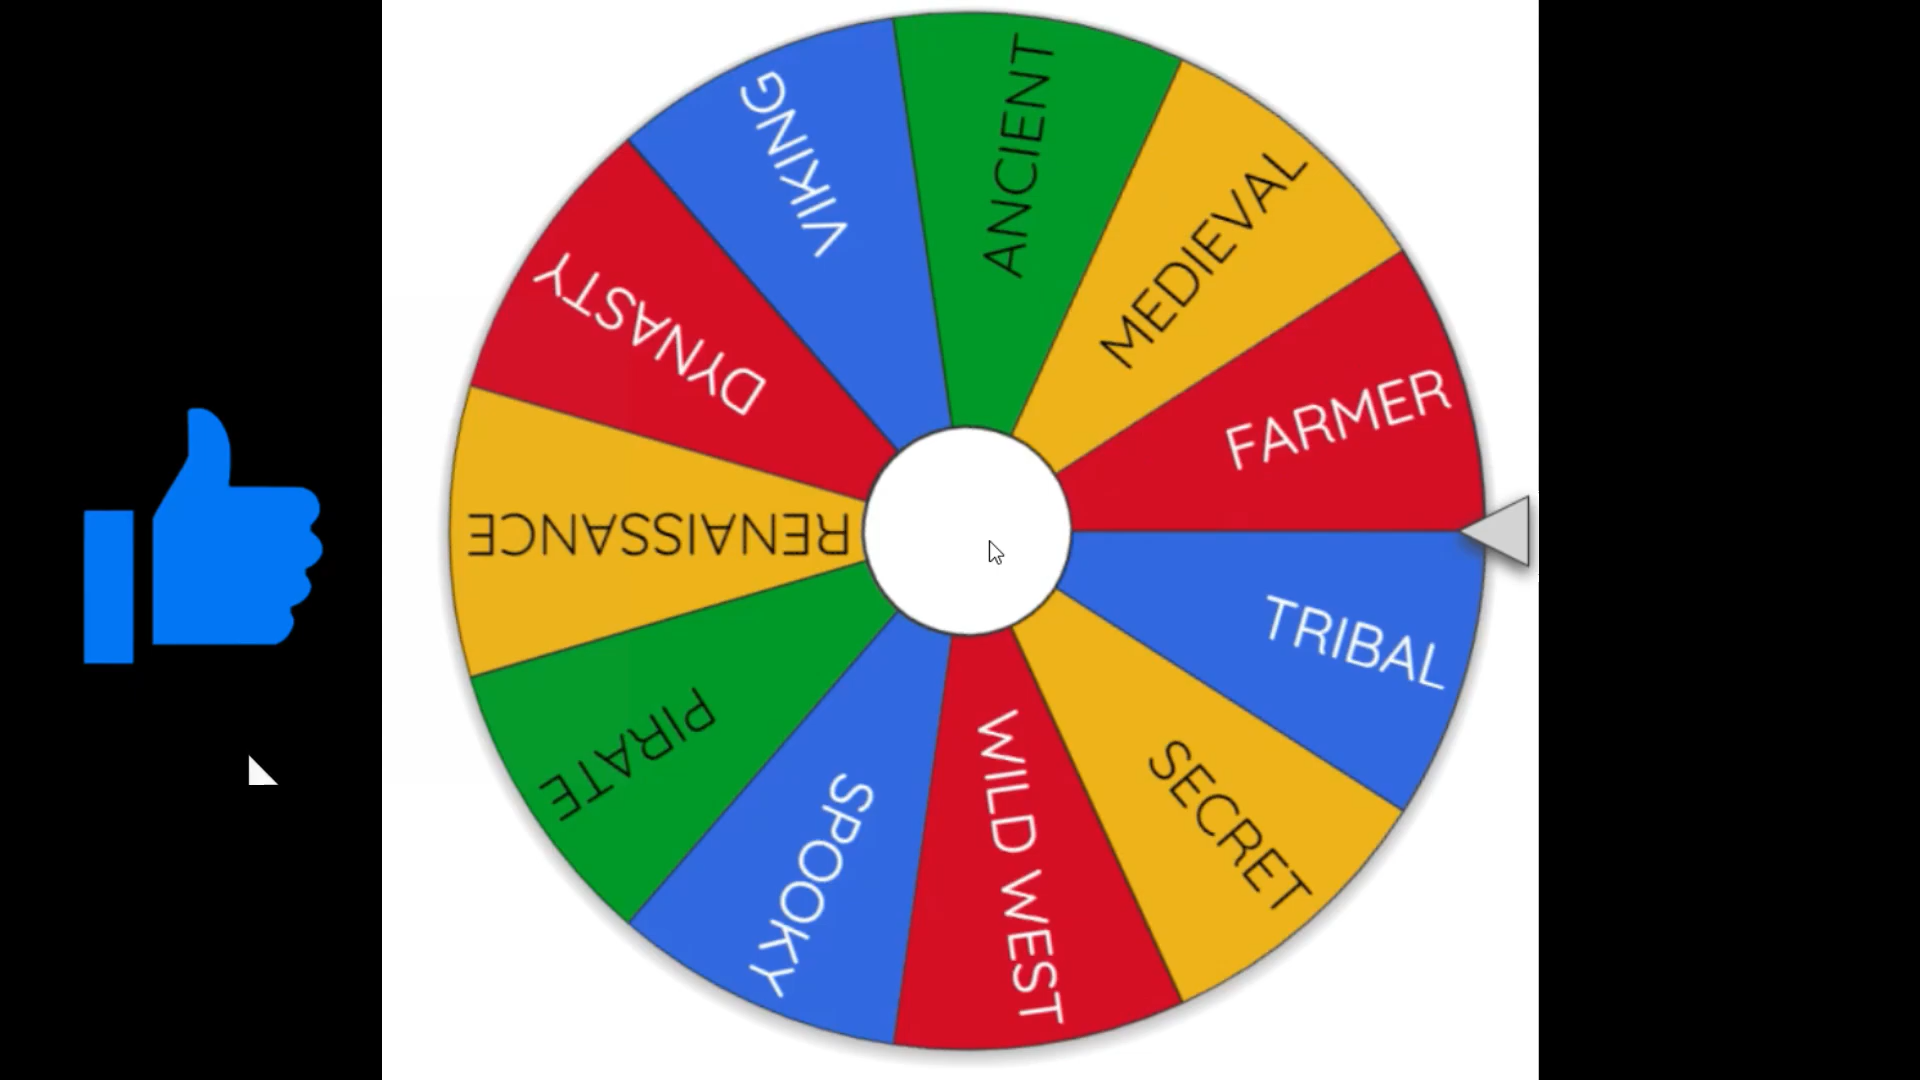 ANCIENT
MEDIEVAL
FARMER
TRIBAL
SECRET
WILD WEST
SPOOKY
PIRATE
RENAISSANCE
DYNASTY
VIKING